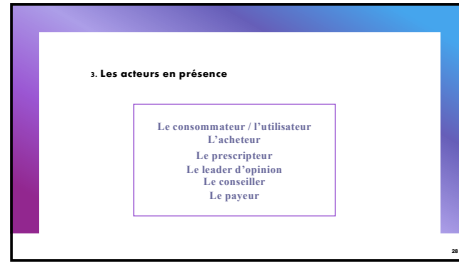 3. Les acteurs en présence
Le consommateur / l'utilisateur
L'acheteur
Le prescripteur
Le leader d'opinion
Le conseiller
Le payeur
28